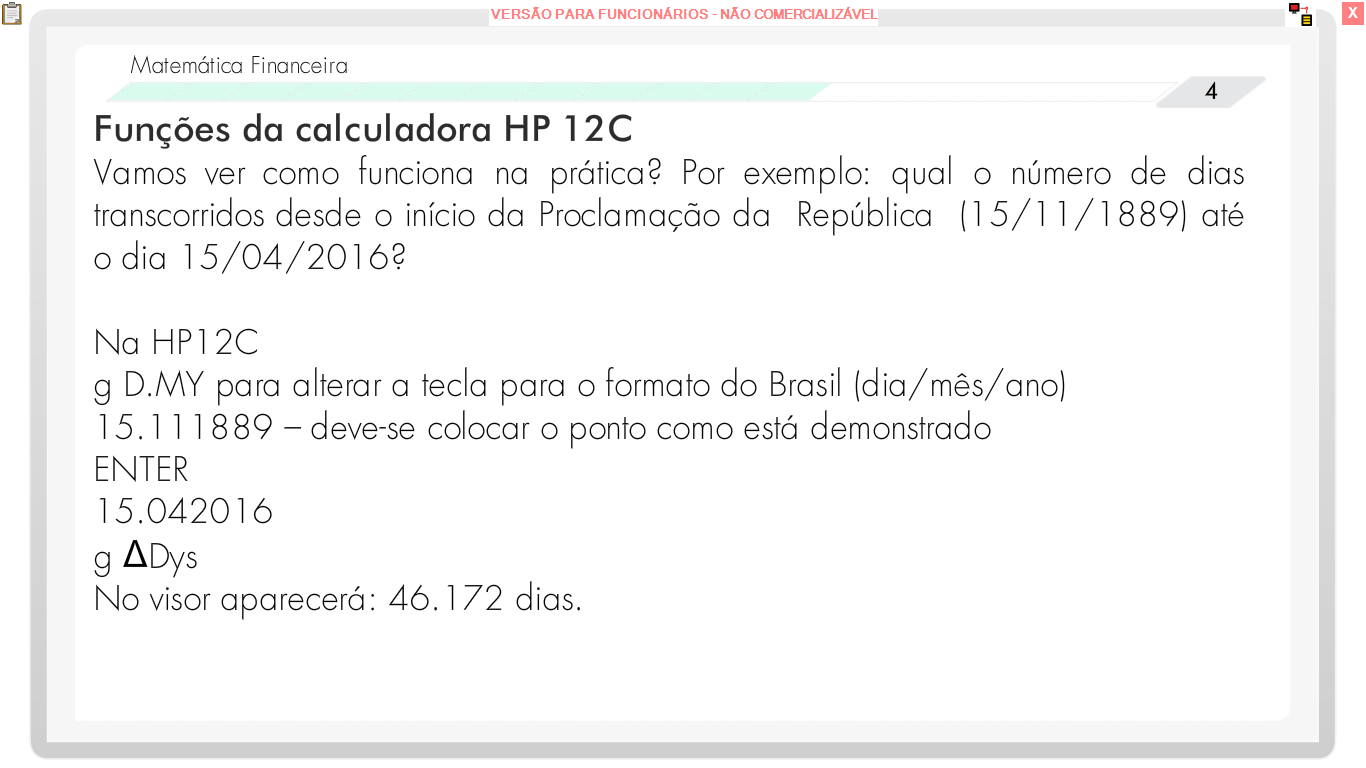 VERSÃO PARA FUNCIONÁRIOS - NÃO COMERCIALIZÁVEL
X
Matemática Financeira
4
Funções da calculadora HP 12C
Vamos ver como funciona na prática? Por exemplo: qual o número de dias
transcorridos desde o início da Proclamação da República (15/11/1889) até
o dia 15/04/2016?
Na HP12C
g D.MY para alterar a tecla para o formato do Brasil (dia/mês/ano)
15.111889 – deve-se colocar o ponto como está demonstrado
ENTER
15.042016
g ΔDys
No visor aparecerá: 46.172 dias.